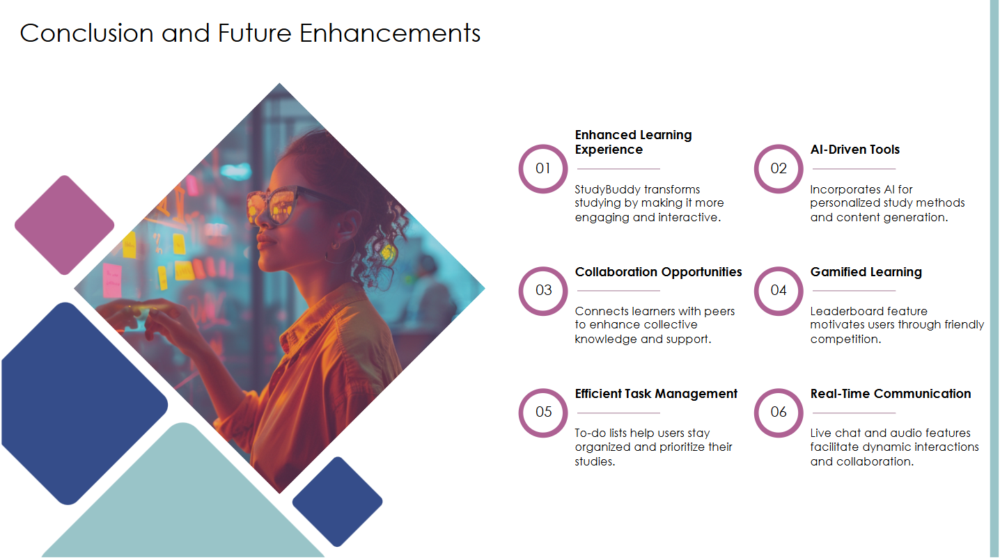 Conclusion and Future Enhancements
01
Enhanced Learning
Experience
StudyBuddy transforms
studying by making it more
engaging and interactive.
02
AI-Driven Tools
Incorporates AI for
personalized study methods
and content generation.
03
Collaboration Opportunities
Connects learners with peers
to enhance collective
knowledge and support.
04
Gamified Learning
Leaderboard feature
motivates users through friendly
competition.
05
Efficient Task Management
To-do lists help users stay
organized and prioritize their
studies.
06
Real-Time Communication
Live chat and audio features
facilitate dynamic interactions
and collaboration.